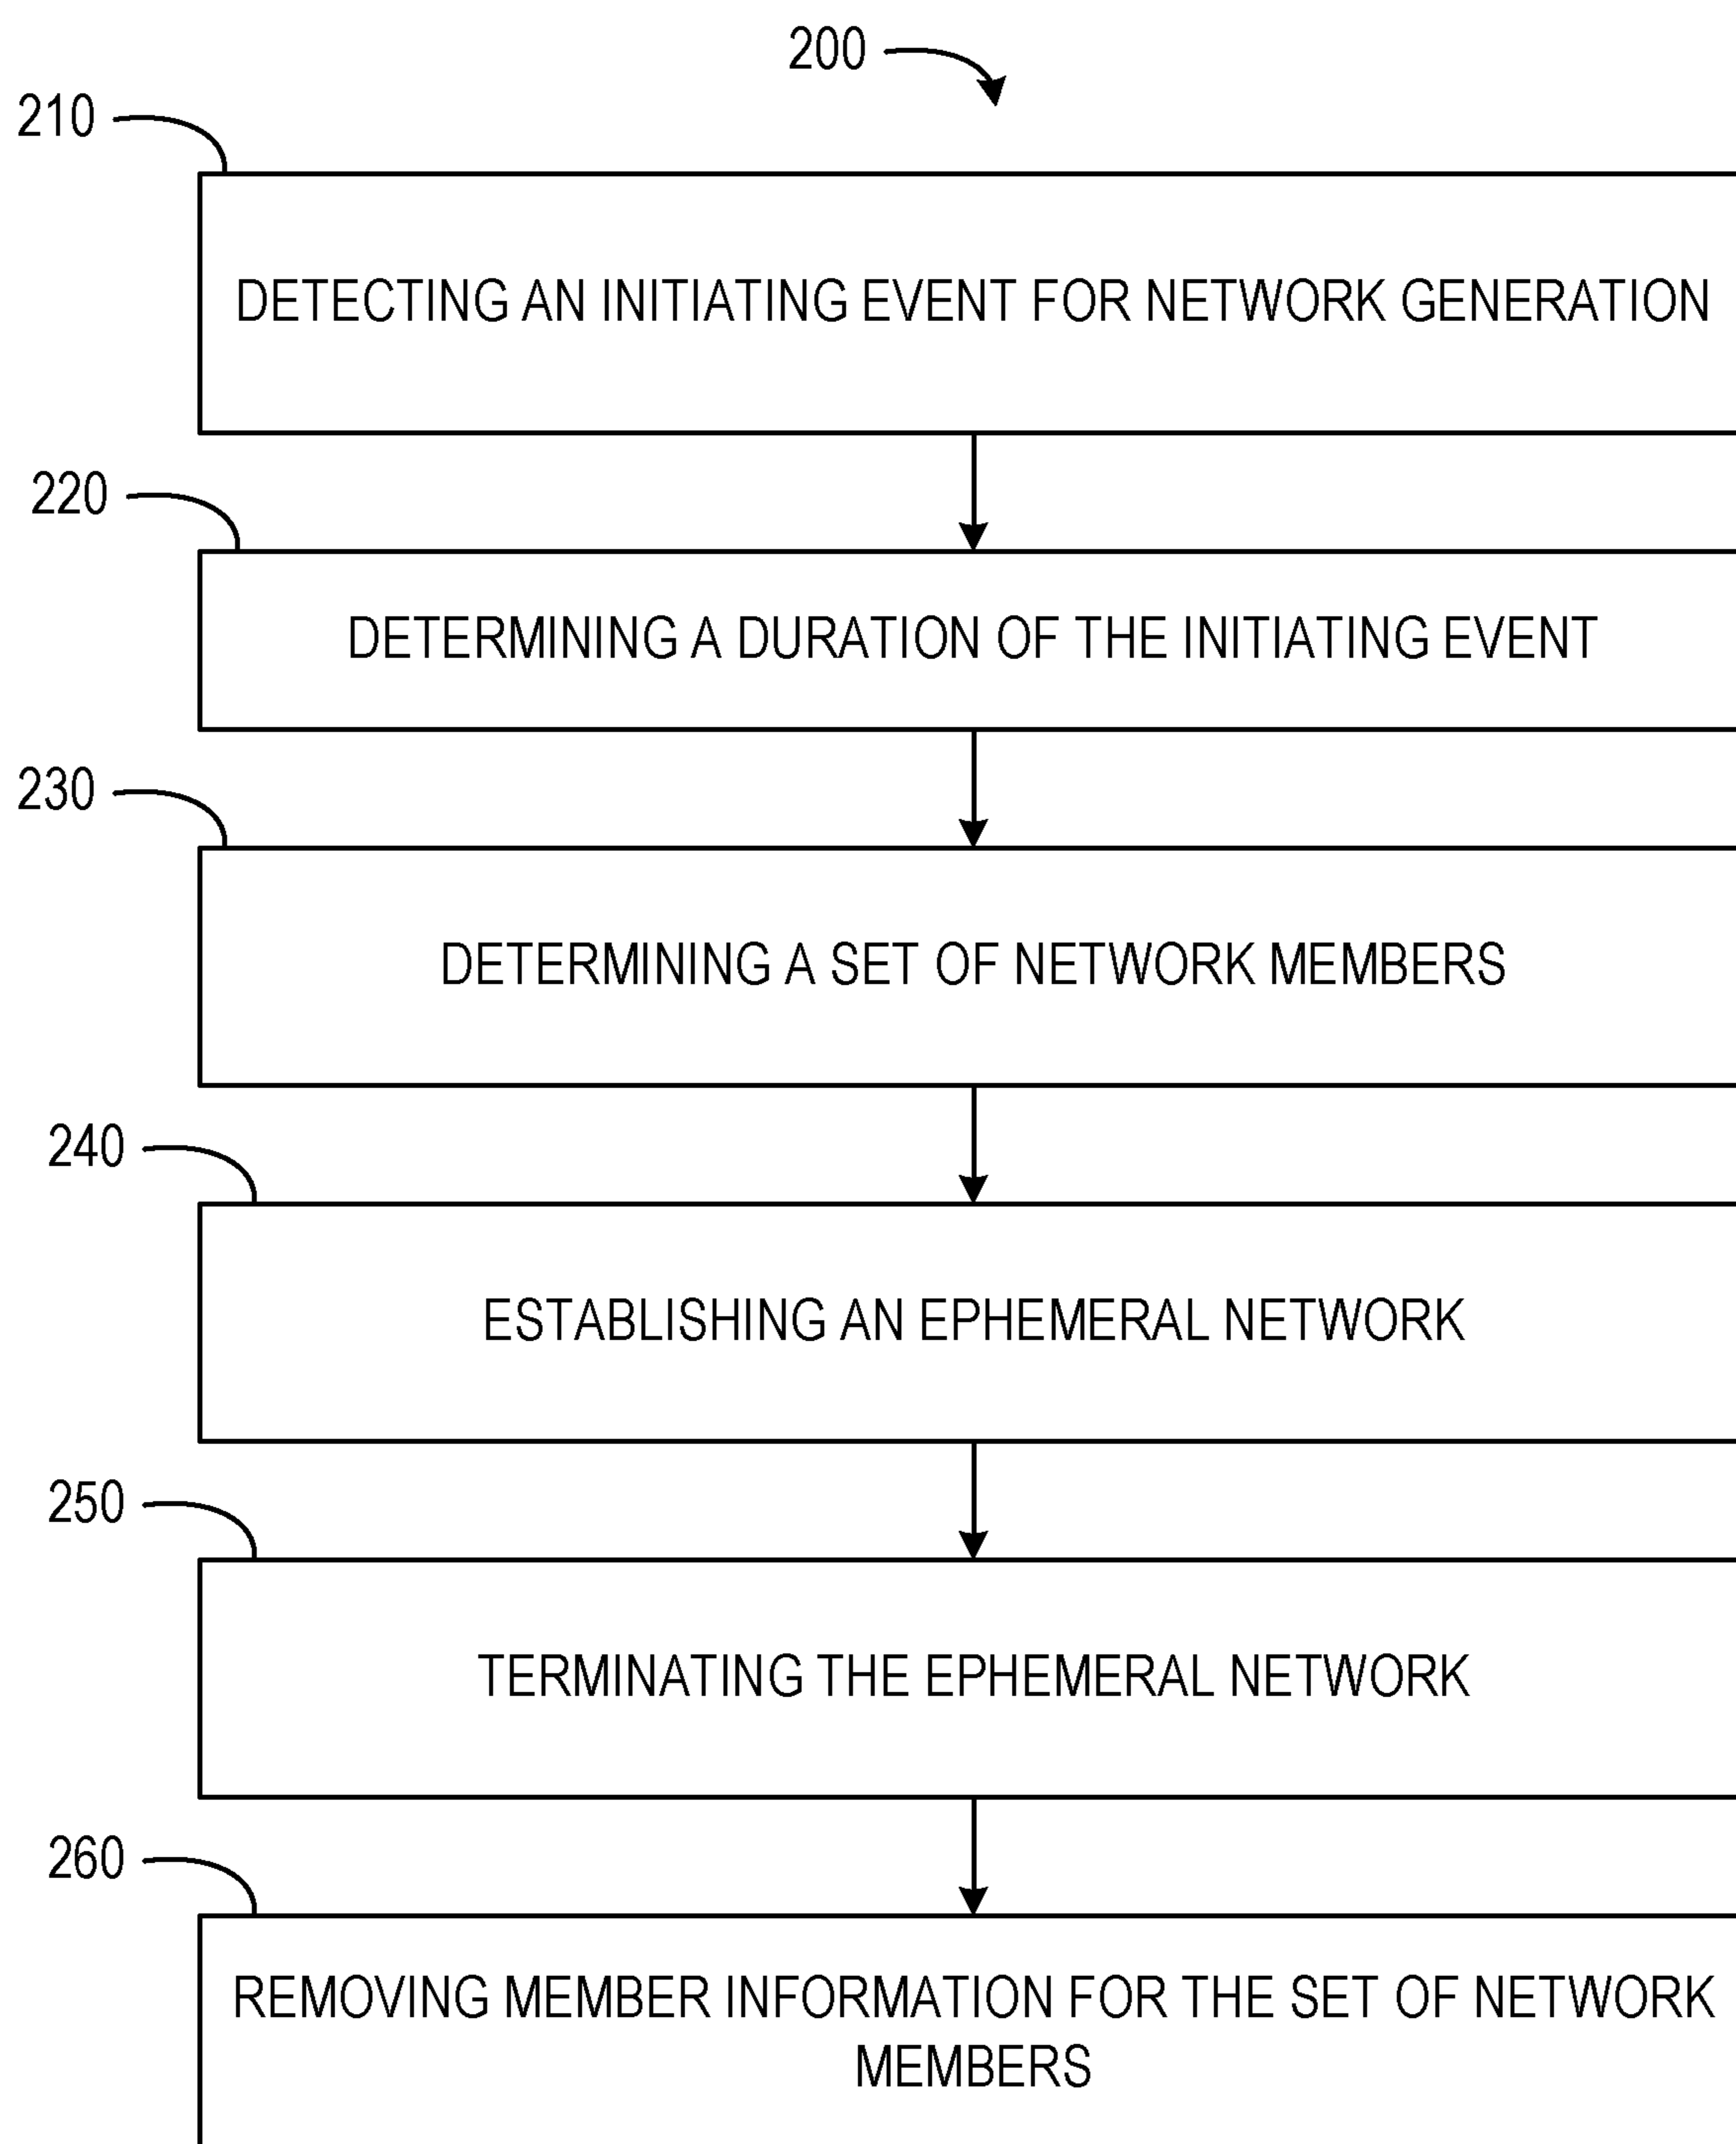 200
210
DETECTING AN INITIATING EVENT FOR NETWORK GENERATION
220
DETERMINING A DURATION OF THE INITIATING EVENT
230
DETERMINING A SET OF NETWORK MEMBERS
240
ESTABLISHING AN EPHEMERAL NETWORK
250
TERMINATING THE EPHEMERAL NETWORK
260
REMOVING MEMBER INFORMATION FOR THE SET OF NETWORK
MEMBERS